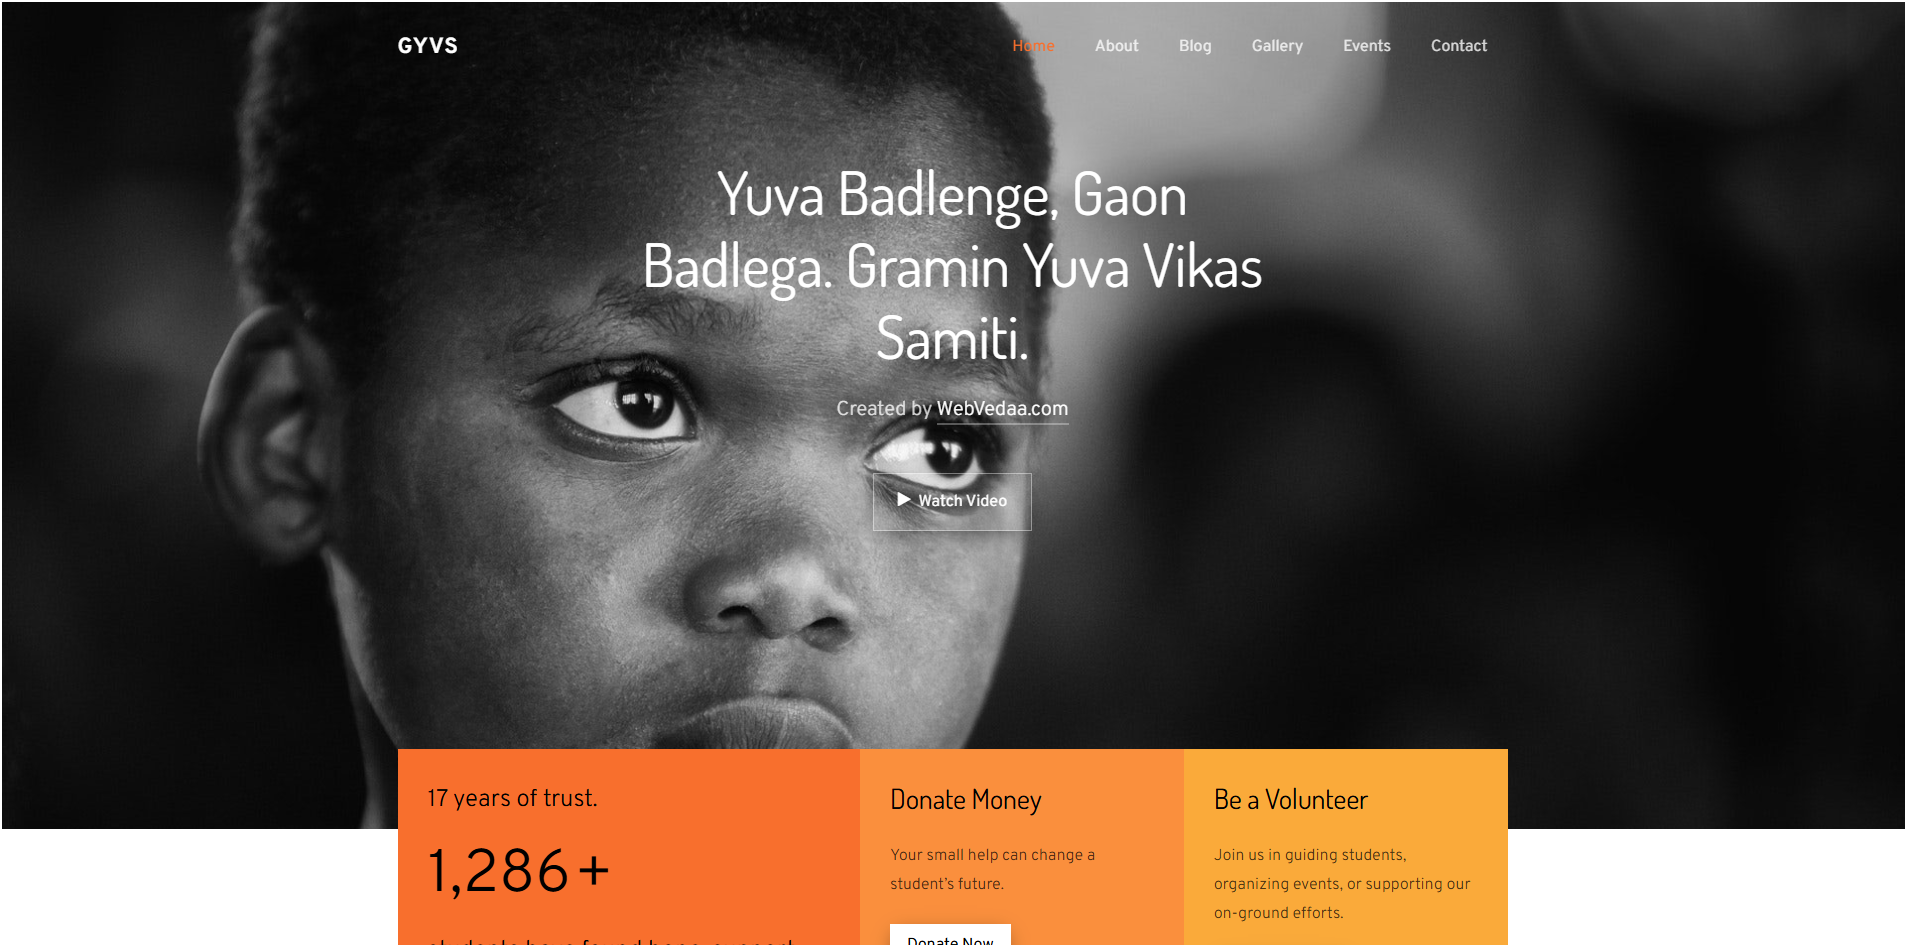 GYVS
Home About Blog Gallery Events Contact
Yuva Badlenge, Gaon
Badlega. Gramin Yuva Vikas
Samiti.
Created by WebVedaa.com
Watch Video
17 years of trust.
1,286+
Donate Money
Your small help can change a
student's future.
Donate Now
Be a Volunteer
Join us in guiding students,
organizing events, or supporting our
on-ground efforts.